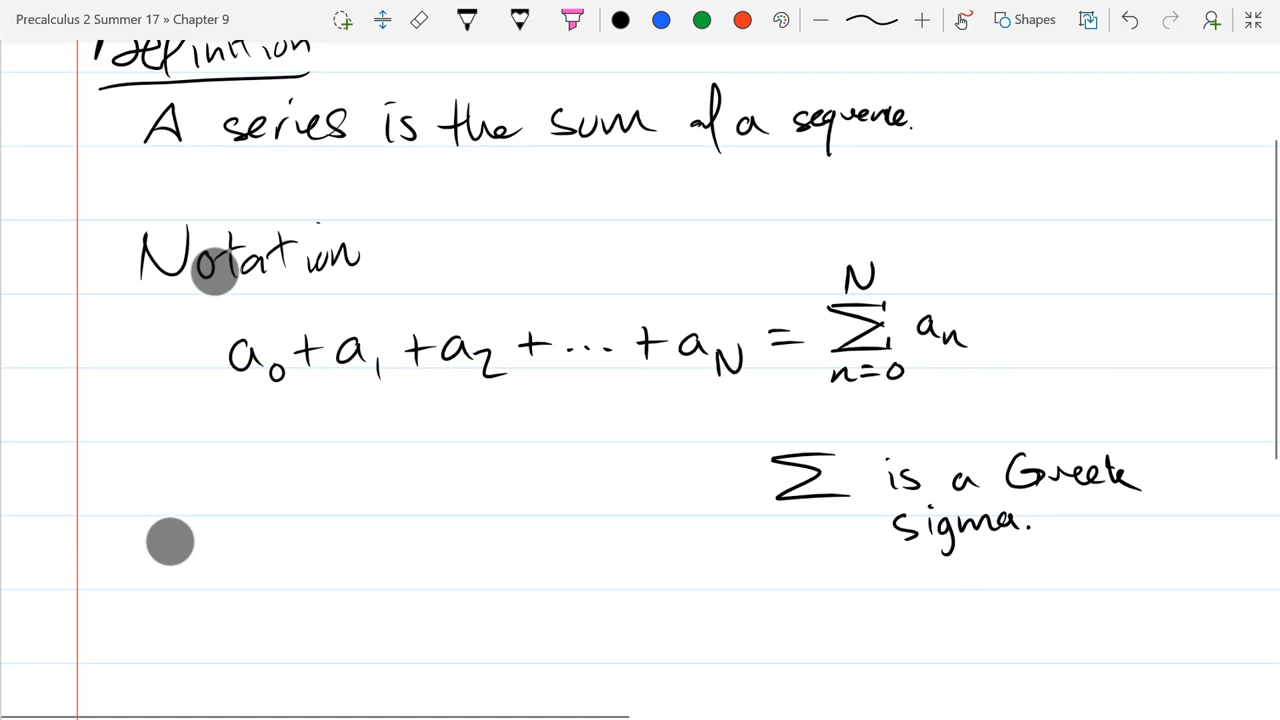 Precalculus 2 Summer 17 » Chapter 9
Shapes
Definition
A series is the sum of a sequence.
Notation
a₀ + a₁ + a₂ + ... + a_N = ∑_{n=0}^{N} a_n
∑ is a Greek
sigma.